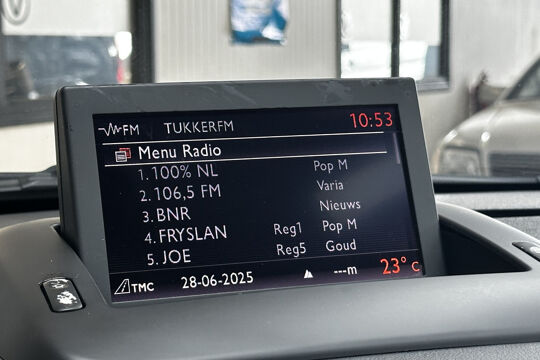 FM TUKKERFM 10:53
Menu Radio
1. 100% NL Pop M
2. 106,5 FM Varia
3. BNR Nieuws
4. FRYSLAN Reg1 Pop M
5. JOE Reg5 Goud
TMC 28-06-2025 ---m 23° C